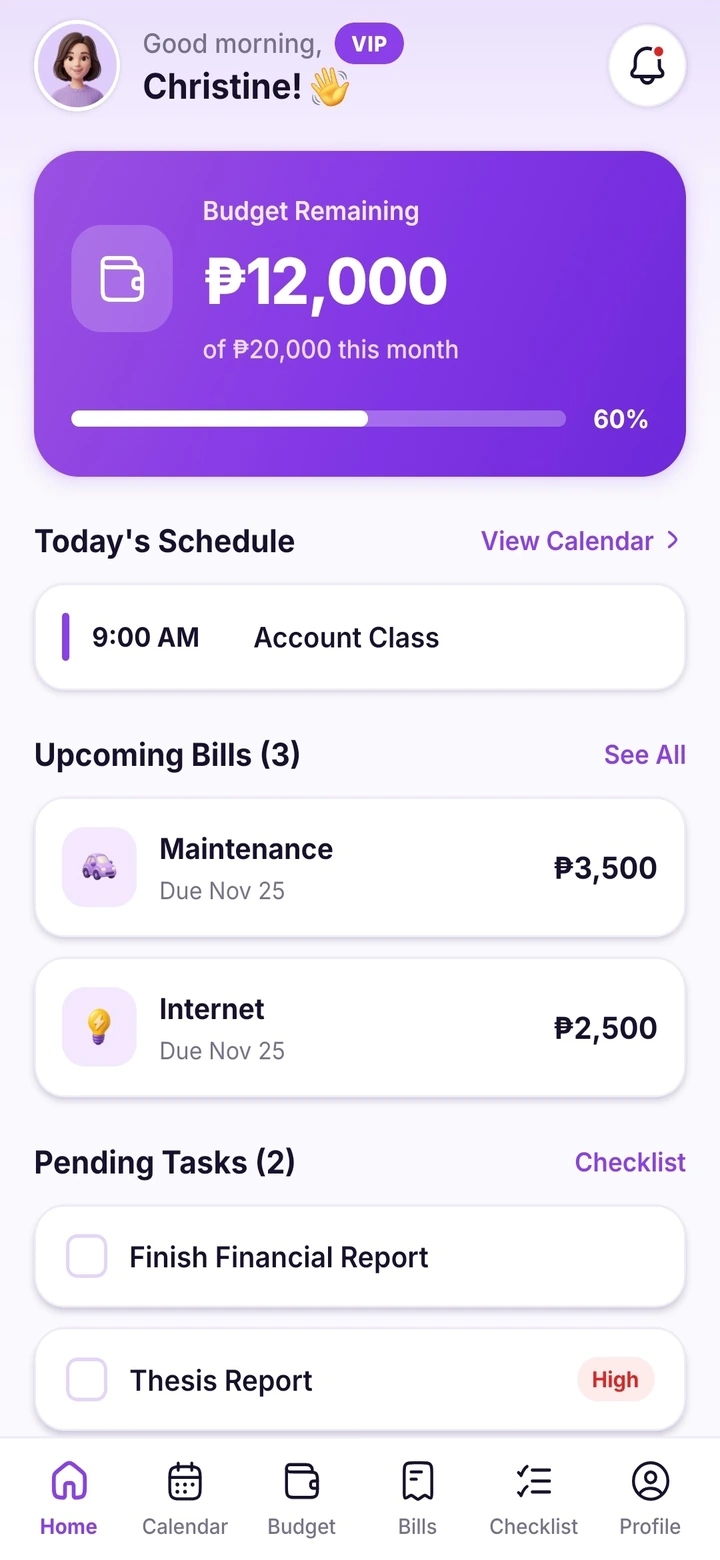 Good morning, VIP
Christine! 👋
Budget Remaining
₱12,000
of ₱20,000 this month
60%
Today's Schedule
View Calendar >
9:00 AM Account Class
Upcoming Bills (3)
See All
Maintenance
Due Nov 25
₱3,500
Internet
Due Nov 25
₱2,500
Pending Tasks (2)
Checklist
Finish Financial Report
Thesis Report
High
Home Calendar Budget Bills Checklist Profile